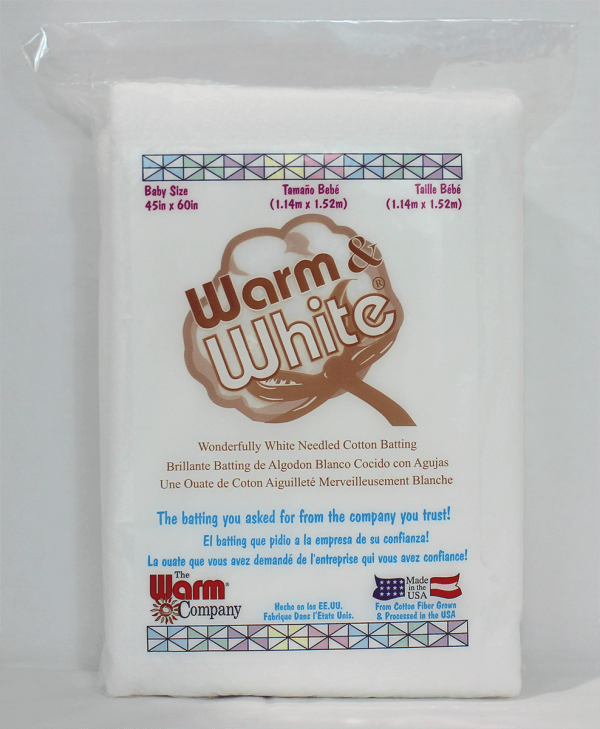 Baby Size Tamaño Bebé Taille Bébé
45in x 60in (1.14m x 1.52m) (1.14m x 1.52m)
Warm &
White®
Wonderfully White Needled Cotton Batting
Brillante Batting de Algodon Blanco Cocido con Agujas
Une Ouate de Coton Aiguilleté Merveilleusement Blanche
The batting you asked for from the company you trust!
El batting que pidio a la empresa de su confianza!
La ouate que vous avez demandé de l'entreprise qui vous avez confiance!
The
Warm®
Company
Hecho en los EE.UU.
Fabrique Dans l'Etats Unis.
Made
in the
USA
From Cotton Fiber Grown
& Processed in the USA